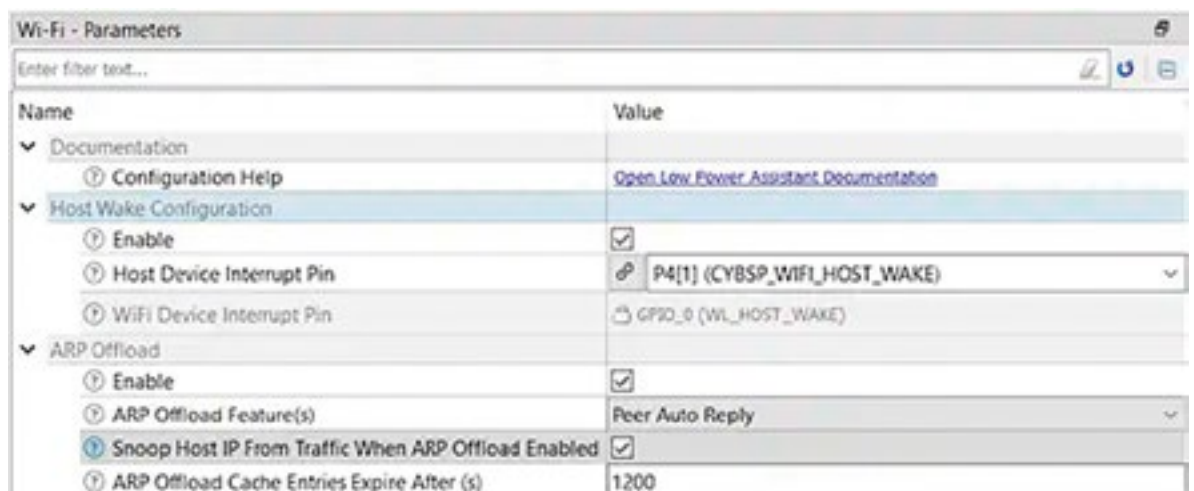 Wi-Fi - Parameters
Enter filter text...
Name Value
Documentation
Configuration Help Open Low Power Assistant Documentation
Host Wake Configuration
Enable
Host Device Interrupt Pin P4[1] (CYBSP_WIFI_HOST_WAKE)
WiFi Device Interrupt Pin GPIO_0 (WL_HOST_WAKE)
ARP Offload
Enable
ARP Offload Feature(s) Peer Auto Reply
Snoop Host IP From Traffic When ARP Offload Enabled
ARP Offload Cache Entries Expire After (s) 1200